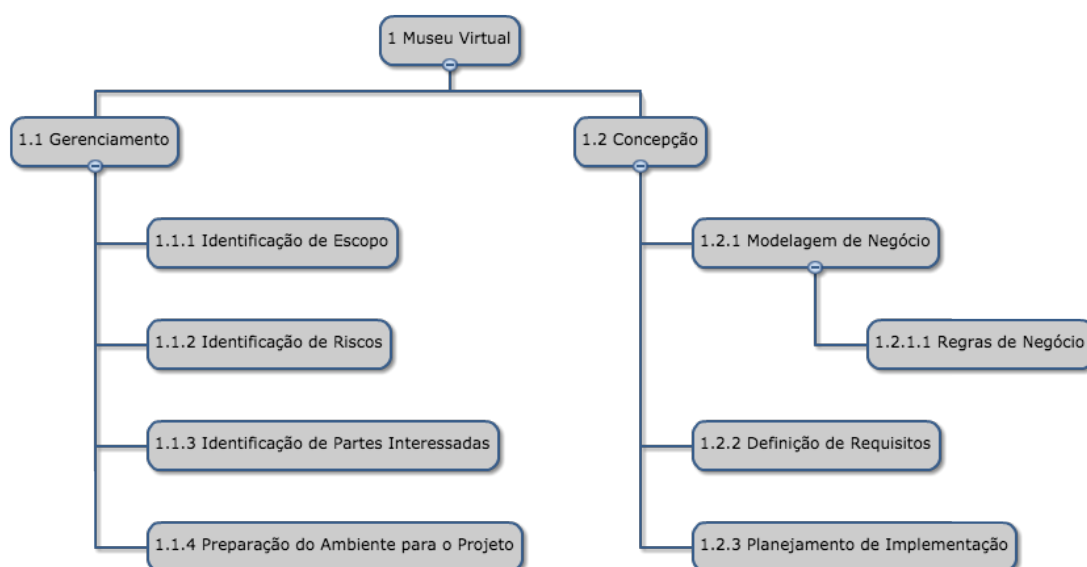 1 Museu Virtual
1.1 Gerenciamento
1.1.1 Identificação de Escopo
1.1.2 Identificação de Riscos
1.1.3 Identificação de Partes Interessadas
1.1.4 Preparação do Ambiente para o Projeto
1.2 Concepção
1.2.1 Modelagem de Negócio
1.2.1.1 Regras de Negócio
1.2.2 Definição de Requisitos
1.2.3 Planejamento de Implementação